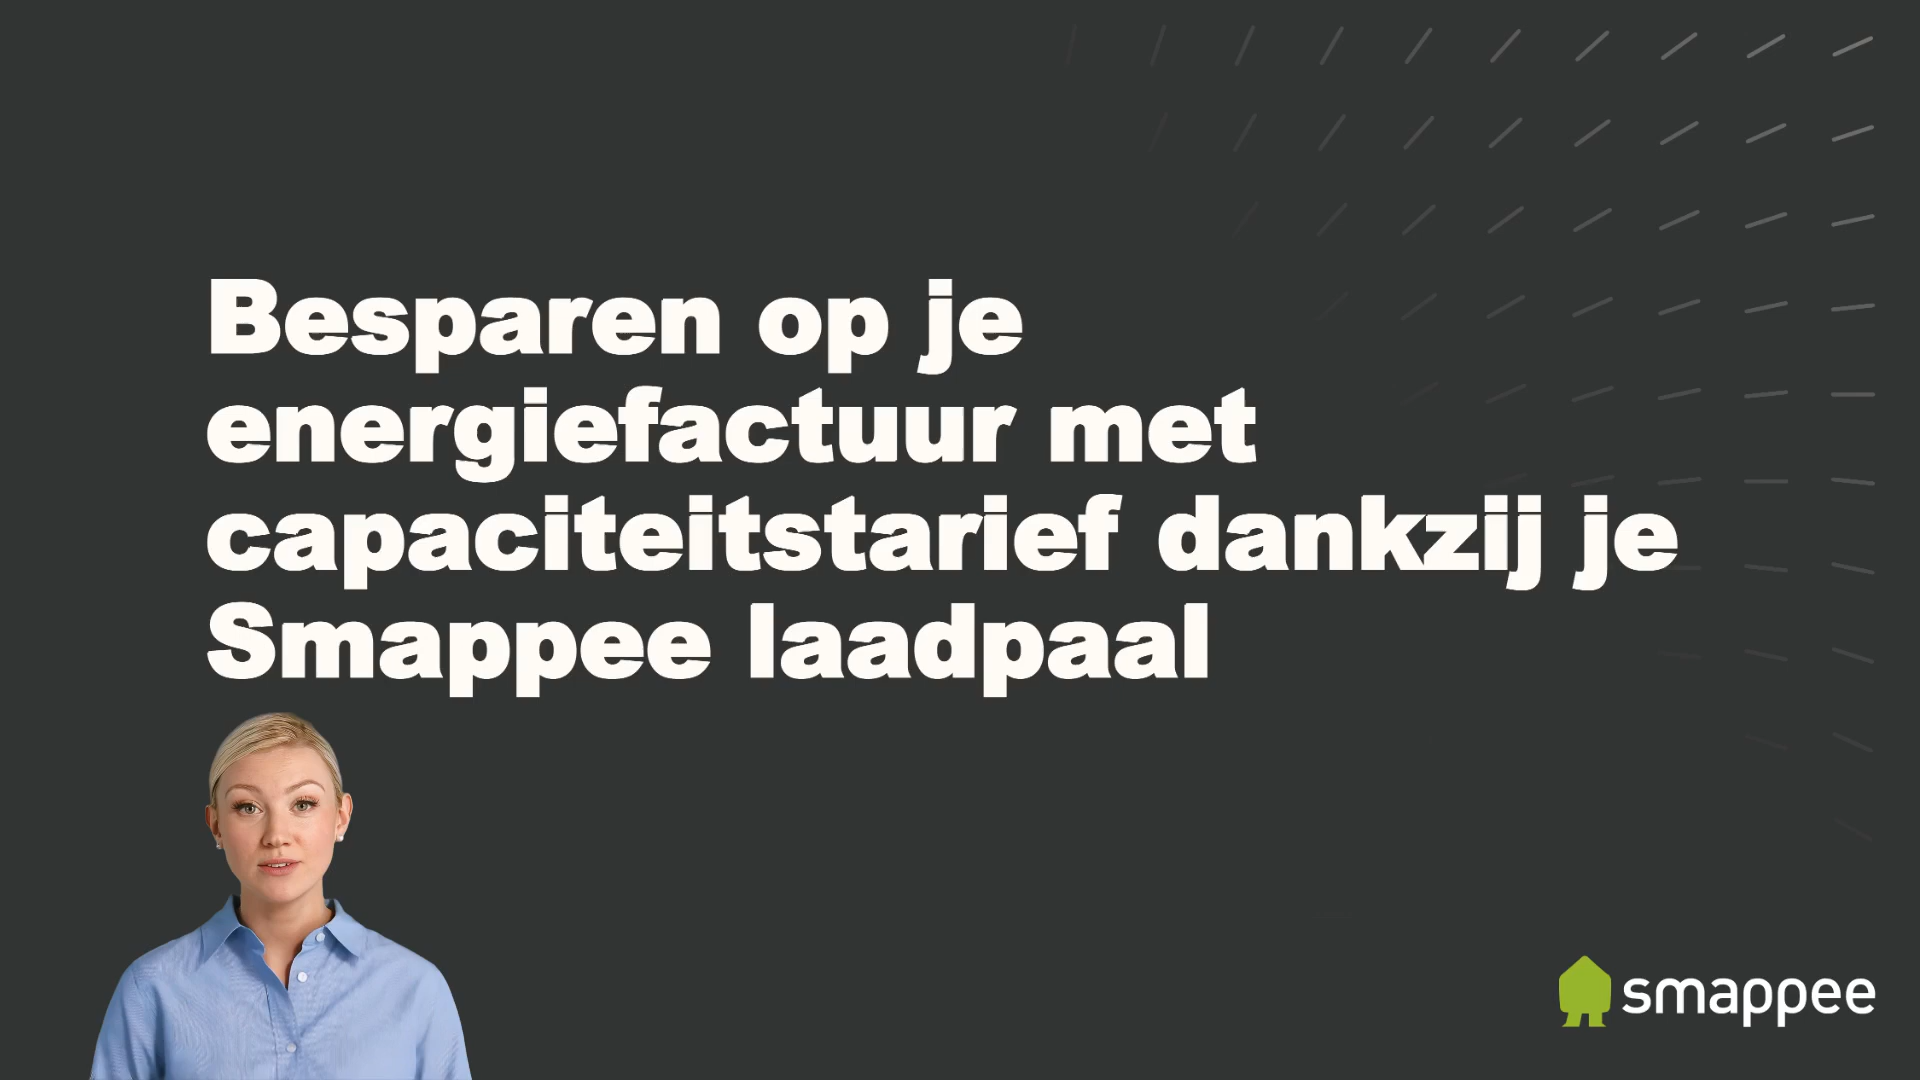 Besparen op je
energiefactuur met
capaciteitstarief dankzij je
Smappee laadpaal
smappee